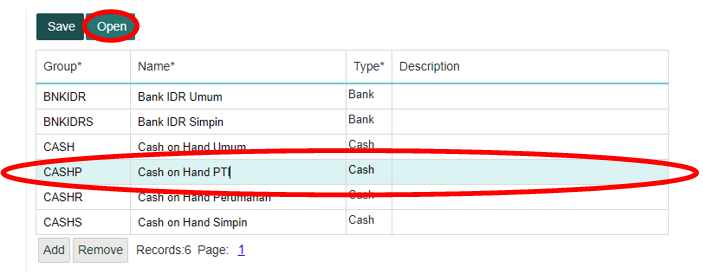 Save Open
Group* Name* Type* Description
BNKIDR Bank IDR Umum Bank
BNKIDRS Bank IDR Simpin Bank
CASH Cash on Hand Umum Cash
CASHP Cash on Hand PTI Cash
CASHR Cash on Hand Perumahan Cash
CASHS Cash on Hand Simpin Cash
Add Remove Records:6 Page: 1